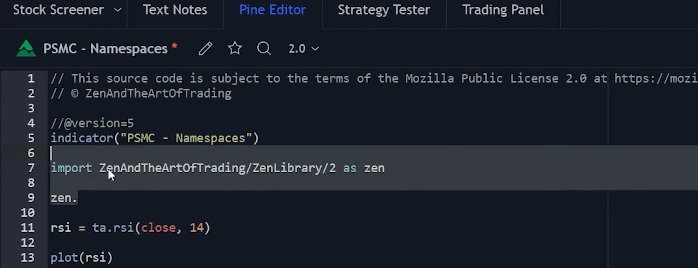 Stock Screener Text Notes Pine Editor Strategy Tester Trading Panel
PSMC - Namespaces * 2.0
1 // This source code is subject to the terms of the Mozilla Public License 2.0 at https://mozi
2 // © ZenAndTheArtOfTrading
3
4 //@version=5
5 indicator("PSMC - Namespaces")
6
7 import ZenAndTheArtOfTrading/ZenLibrary/2 as zen
8
9 zen.
10
11 rsi = ta.rsi(close, 14)
12
13 plot(rsi)